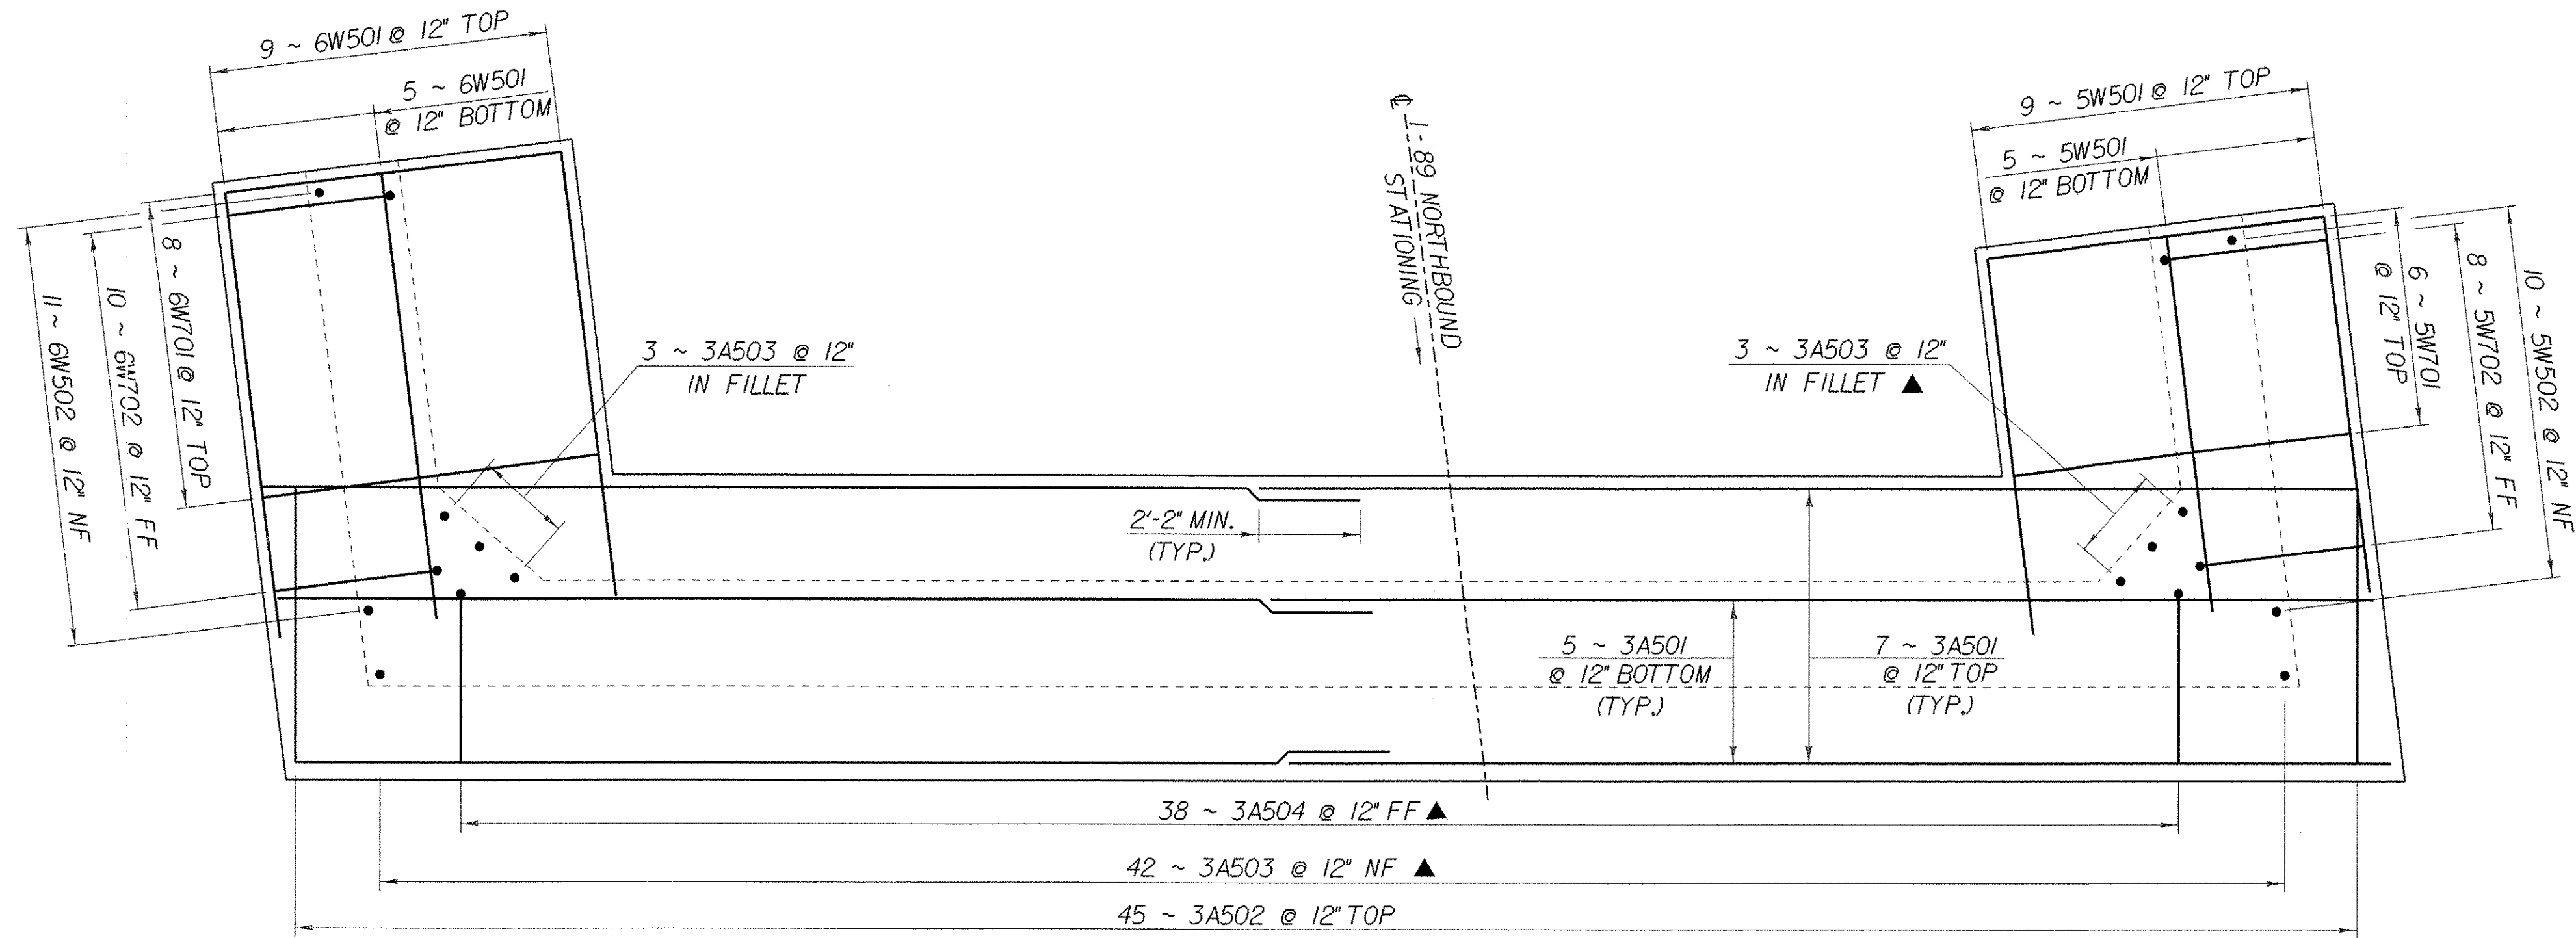 9 ~ 6W501 @ 12" TOP
5 ~ 6W501
@ 12" BOTTOM
9 ~ 5W501 @ 12" TOP
5 ~ 5W501
@ 12" BOTTOM
℄ I-89 NORTHBOUND
STATIONING
11 ~ 6W502 @ 12" NF
10 ~ 6W702 @ 12" FF
8 ~ 6W701 @ 12" TOP
6 ~ 5W701
@ 12" TOP
8 ~ 5W702 @ 12" FF
10 ~ 5W502 @ 12" NF
3 ~ 3A503 @ 12"
IN FILLET
3 ~ 3A503 @ 12"
IN FILLET ▲
2'-2" MIN.
(TYP.)
5 ~ 3A501
@ 12" BOTTOM
(TYP.)
7 ~ 3A501
@ 12" TOP
(TYP.)
38 ~ 3A504 @ 12" FF ▲
42 ~ 3A503 @ 12" NF ▲
45 ~ 3A502 @ 12" TOP